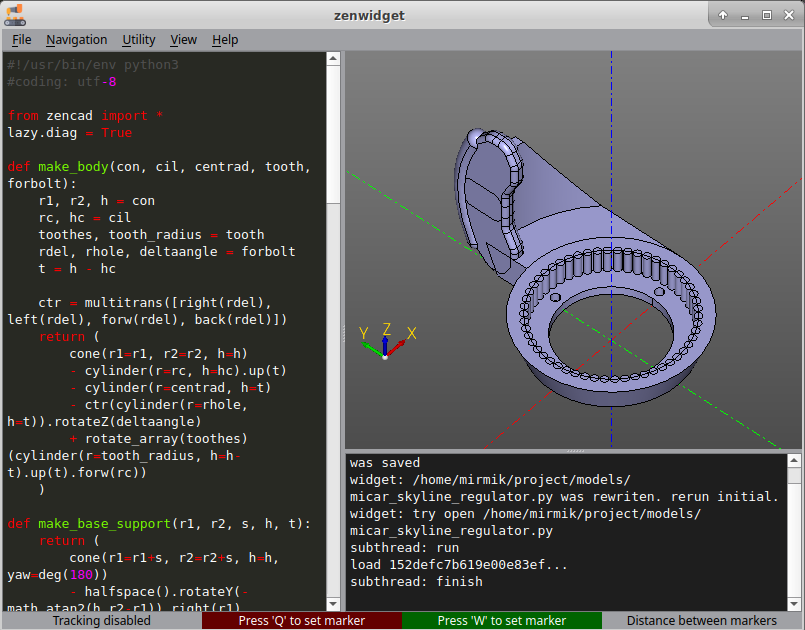 zenwidget
File Navigation Utility View Help
#!/usr/bin/env python3
#coding: utf-8
from zencad import *
lazy.diag = True
def make_body(con, cil, centrad, tooth,
forbolt):
    r1, r2, h = con
    rc, hc = cil
    toothes, tooth_radius = tooth
    rdel, rhole, deltaangle = forbolt
    t = h - hc
    ctr = multitrans([right(rdel),
left(rdel), forw(rdel), back(rdel)])
    return (
        cone(r1=r1, r2=r2, h=h)
        - cylinder(r=rc, h=hc).up(t)
        - cylinder(r=centrad, h=t)
        - ctr(cylinder(r=rhole,
h=t)).rotateZ(deltaangle)
        + rotate_array(toothes)
(cylinder(r=tooth_radius, h=h-
t).up(t).forw(rc))
    )
def make_base_support(r1, r2, s, h, t):
    return (
        cone(r1=r1+s, r2=r2+s, h=h,
yaw=deg(180))
        - halfspace().rotateY(-
math.atan2(h,r2-r1)).right(r1)
Y Z X
was saved
widget: /home/mirmik/project/models/
micar_skyline_regulator.py was rewriten. rerun initial.
widget: try open /home/mirmik/project/models/
micar_skyline_regulator.py
subthread: run
load 152defc7b619e00e83ef...
subthread: finish
Tracking disabled
Press 'Q' to set marker
Press 'W' to set marker
Distance between markers